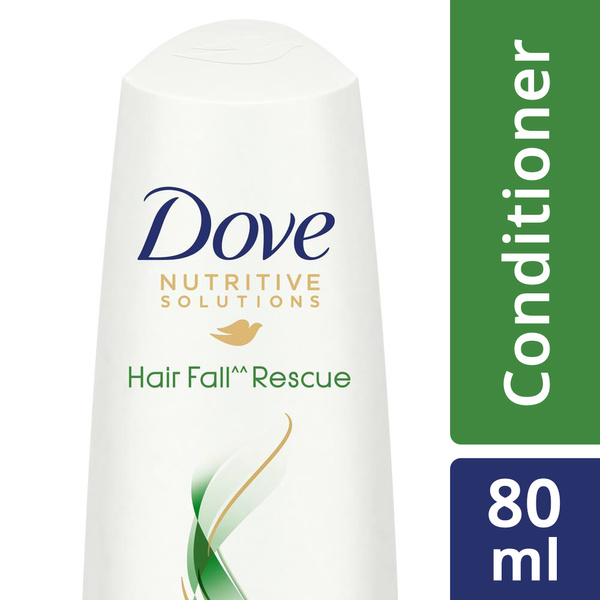 Dove
NUTRITIVE
SOLUTIONS
Hair Fall^^ Rescue
Conditioner
80
ml